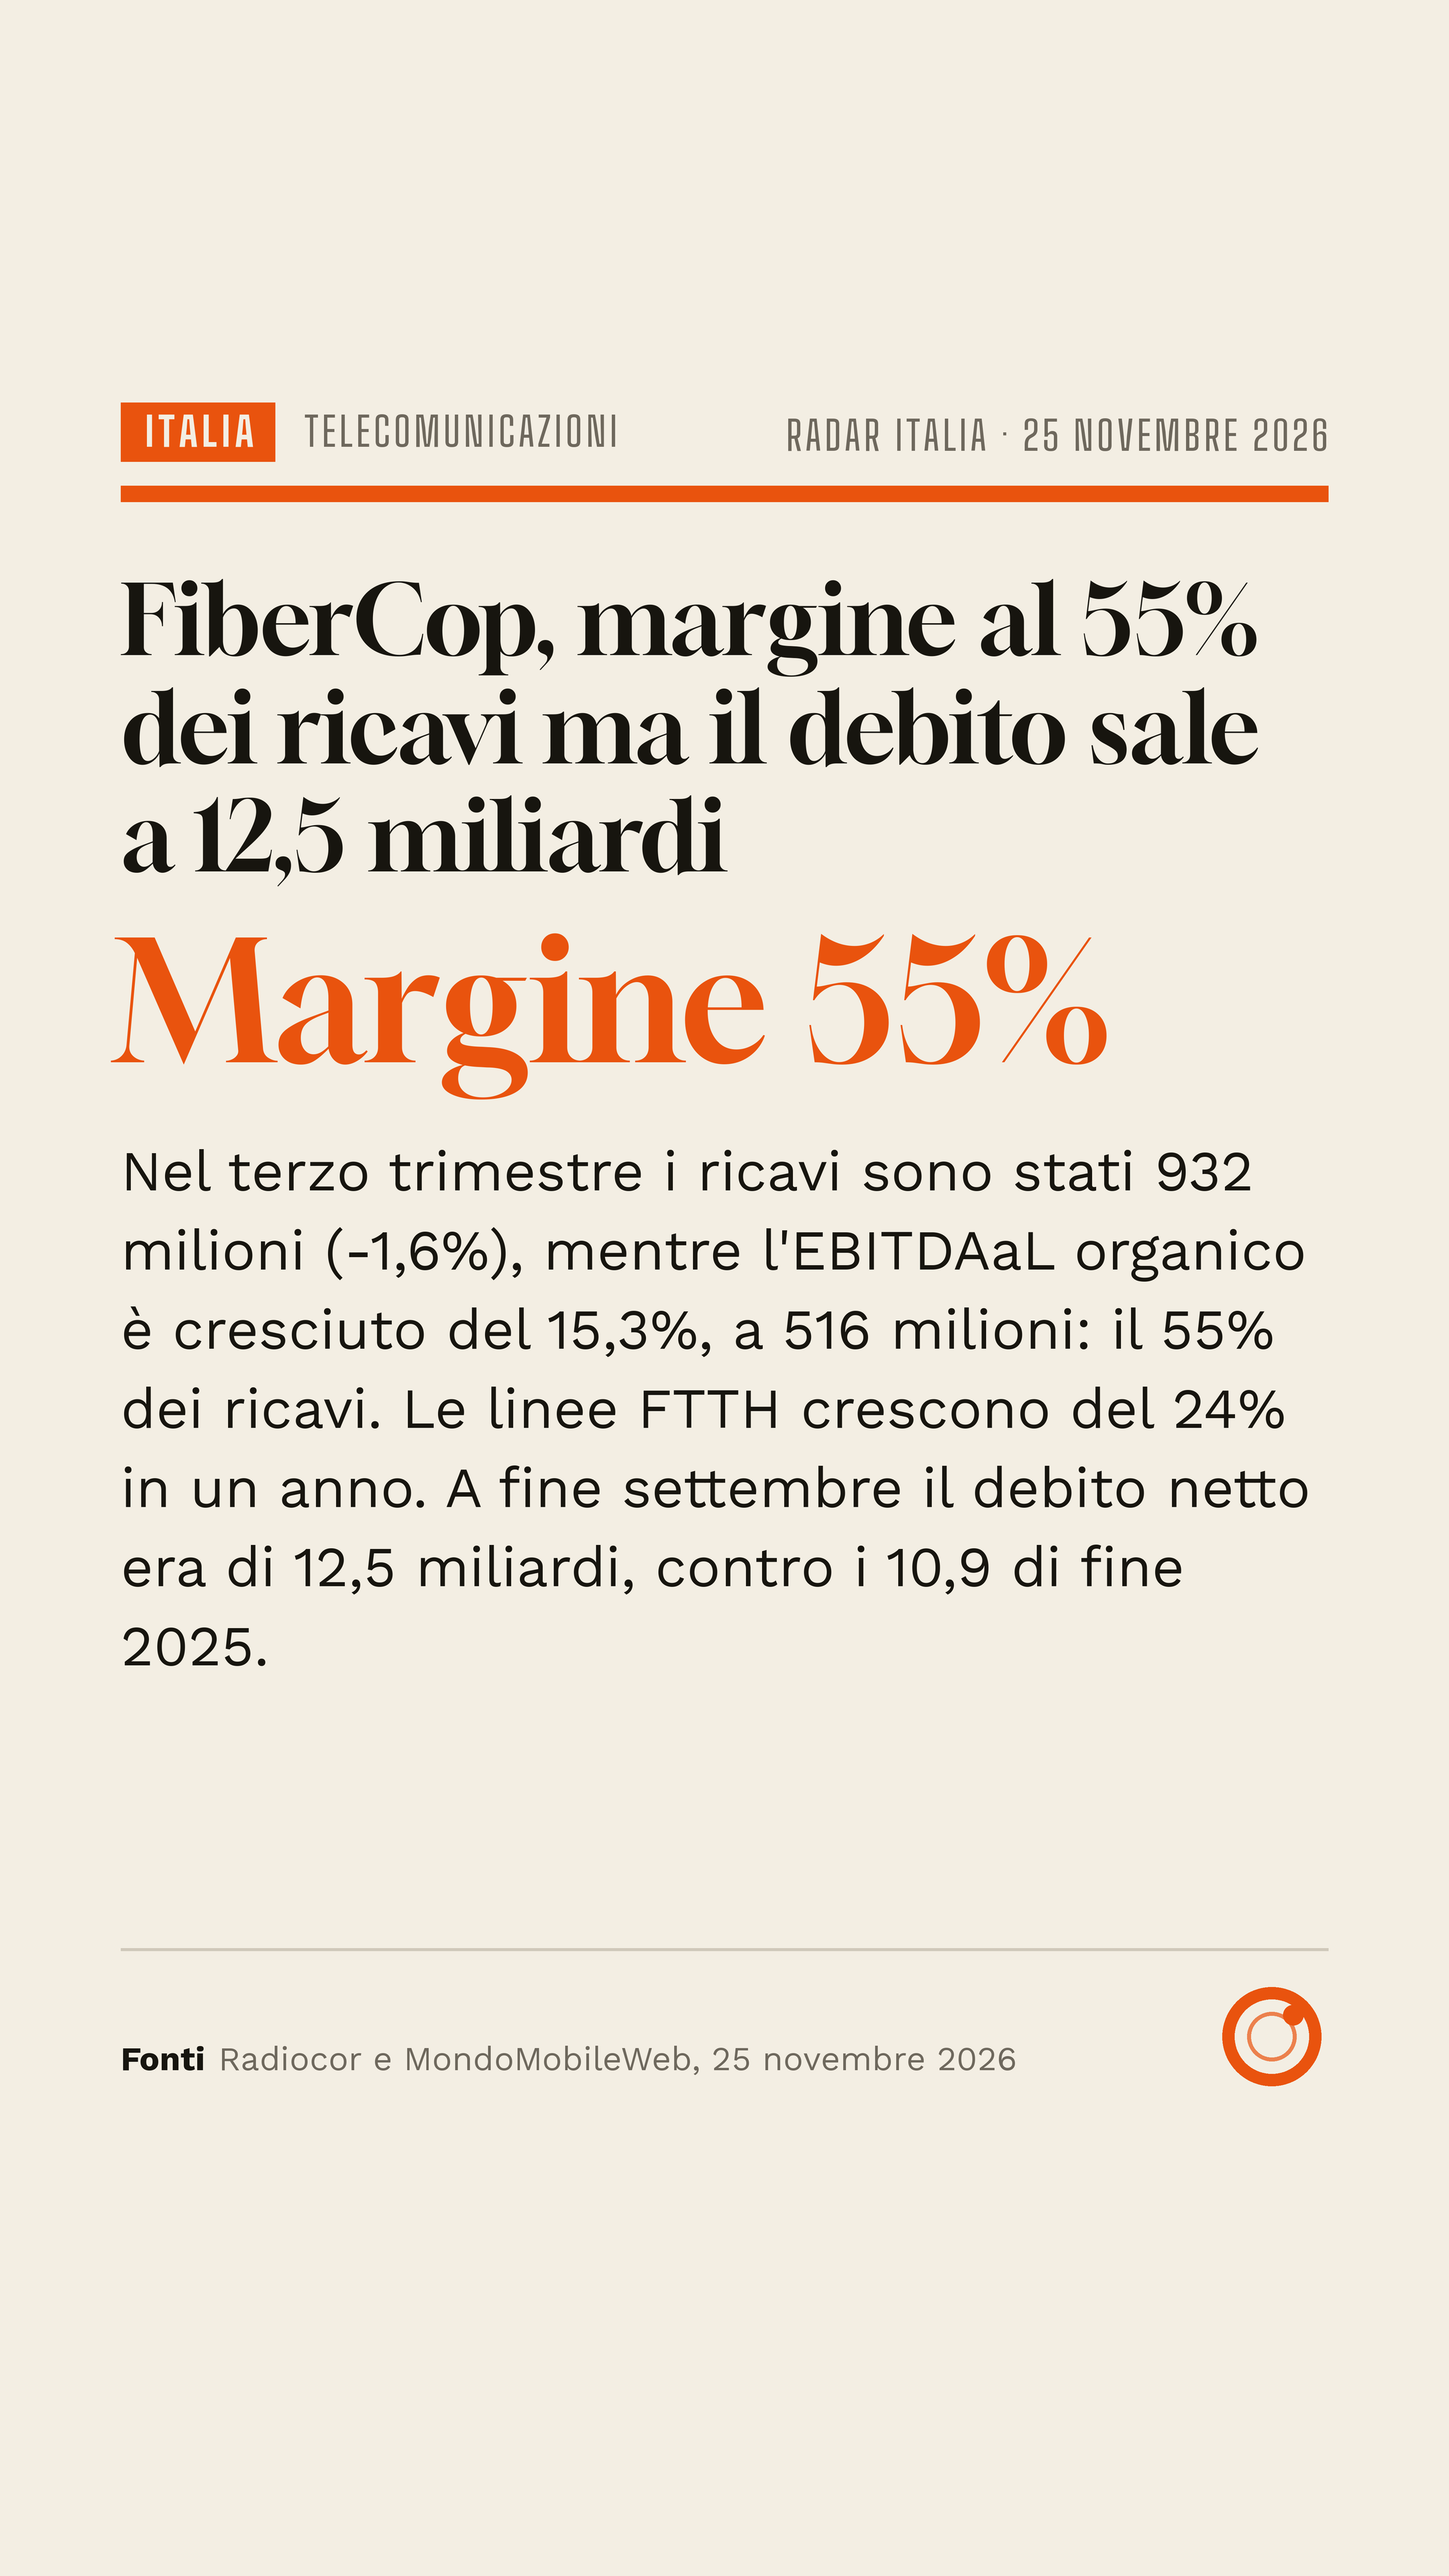 ITALIA TELECOMUNICAZIONI RADAR ITALIA · 25 NOVEMBRE 2026
FiberCop, margine al 55%
dei ricavi ma il debito sale
a 12,5 miliardi
Margine 55%
Nel terzo trimestre i ricavi sono stati 932
milioni (-1,6%), mentre l'EBITDAaL organico
è cresciuto del 15,3%, a 516 milioni: il 55%
dei ricavi. Le linee FTTH crescono del 24%
in un anno. A fine settembre il debito netto
era di 12,5 miliardi, contro i 10,9 di fine
2025.
Fonti Radiocor e MondoMobileWeb, 25 novembre 2026